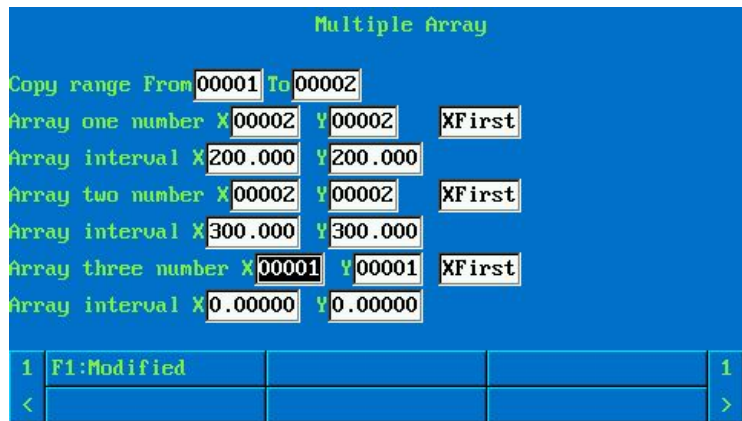 Multiple Array
Copy range From 00001 To 00002
Array one number X 00002 Y 00002 XFirst
Array interval X 200.000 Y 200.000
Array two number X 00002 Y 00002 XFirst
Array interval X 300.000 Y 300.000
Array three number X 00001 Y 00001 XFirst
Array interval X 0.00000 Y 0.00000
1 F1:Modified 1
< >